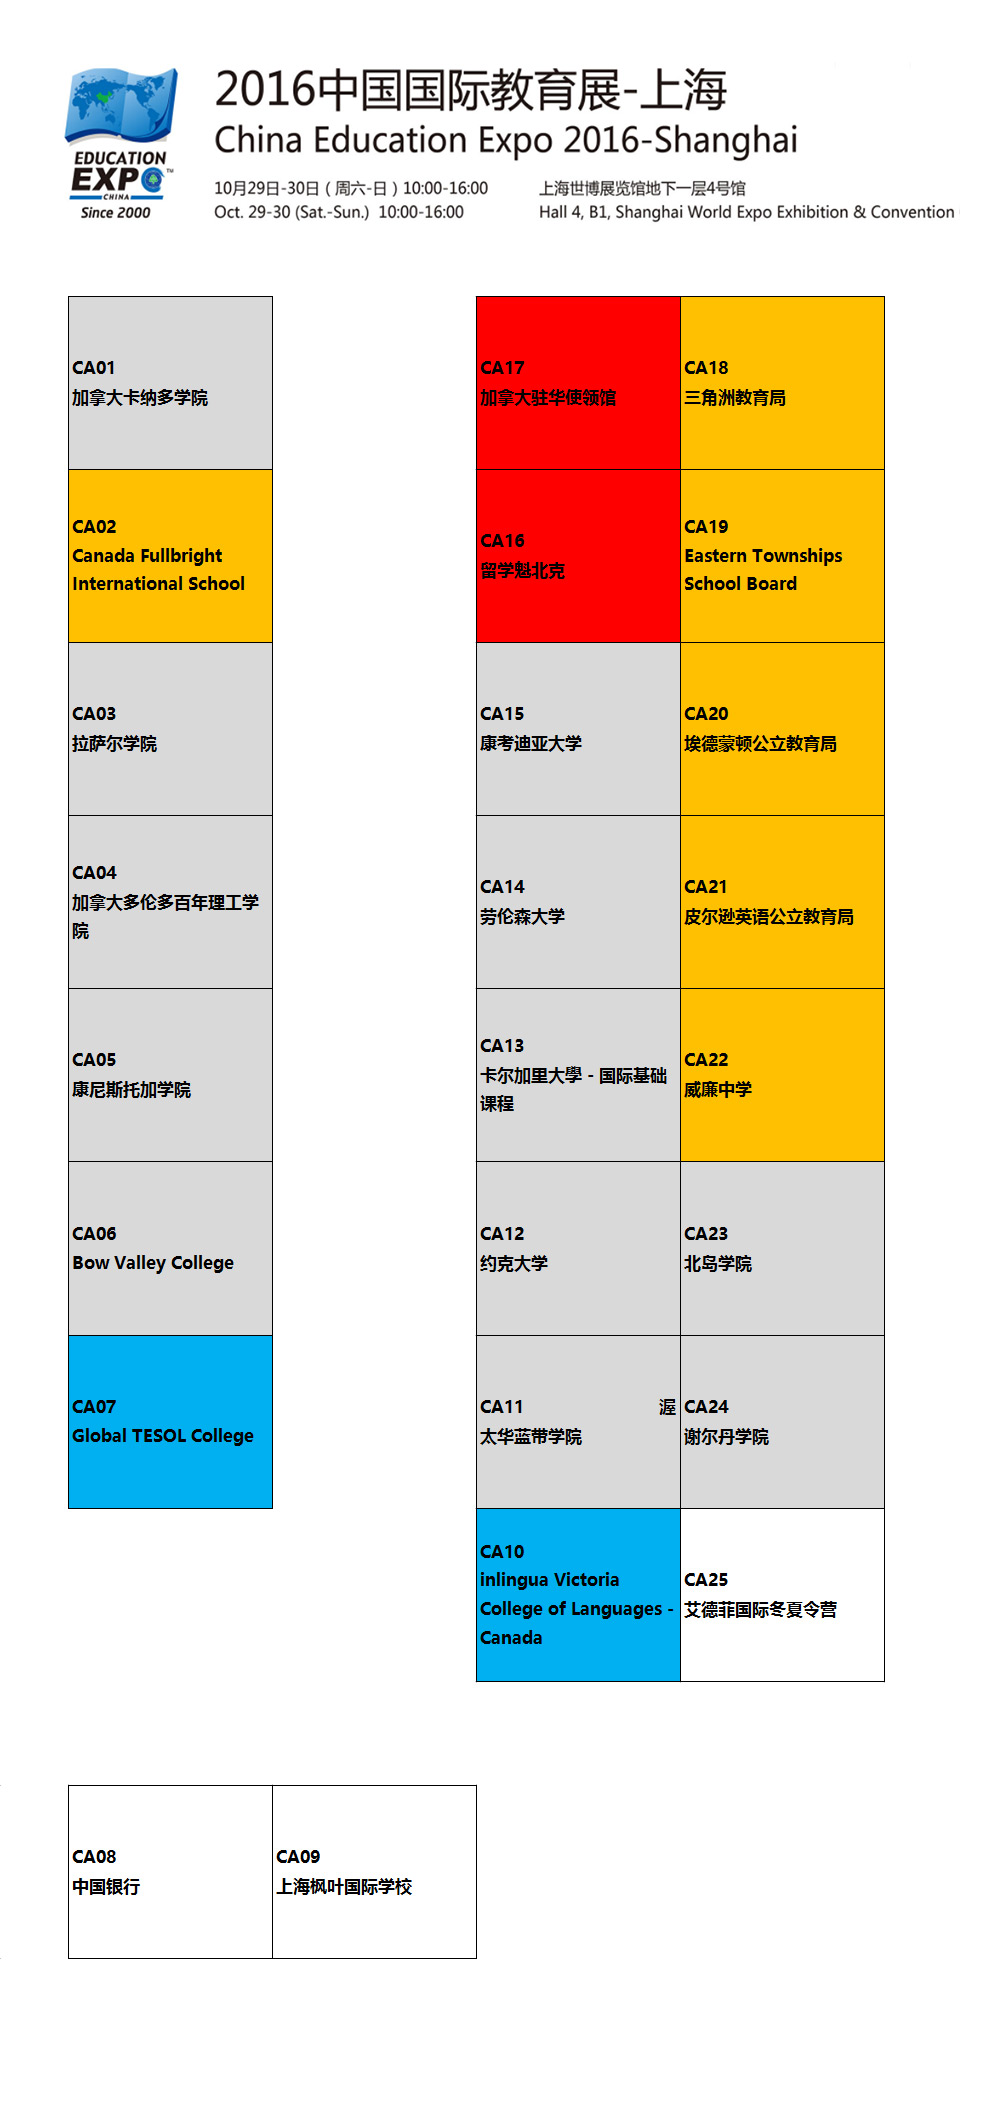 2016中国国际教育展-上海
China Education Expo 2016-Shanghai
EDUCATION
EXPO™
CHINA
Since 2000
10月29日-30日（周六-日）10:00-16:00
Oct. 29-30 (Sat.-Sun.) 10:00-16:00
上海世博展览馆地下一层4号馆
Hall 4, B1, Shanghai World Expo Exhibition & Convention
CA01
加拿大卡纳多学院
CA02
Canada Fullbright
International School
CA03
拉萨尔学院
CA04
加拿大多伦多百年理工学
院
CA05
康尼斯托加学院
CA06
Bow Valley College
CA07
Global TESOL College
CA17
加拿大驻华使领馆
CA18
三角洲教育局
CA16
留学魁北克
CA19
Eastern Townships
School Board
CA15
康考迪亚大学
CA20
埃德蒙顿公立教育局
CA14
劳伦森大学
CA21
皮尔逊英语公立教育局
CA13
卡尔加里大學 - 国际基础
课程
CA22
威廉中学
CA12
约克大学
CA23
北岛学院
CA11 渥
太华蓝带学院
CA24
谢尔丹学院
CA10
inlingua Victoria
College of Languages -
Canada
CA25
艾德菲国际冬夏令营
CA08
中国银行
CA09
上海枫叶国际学校